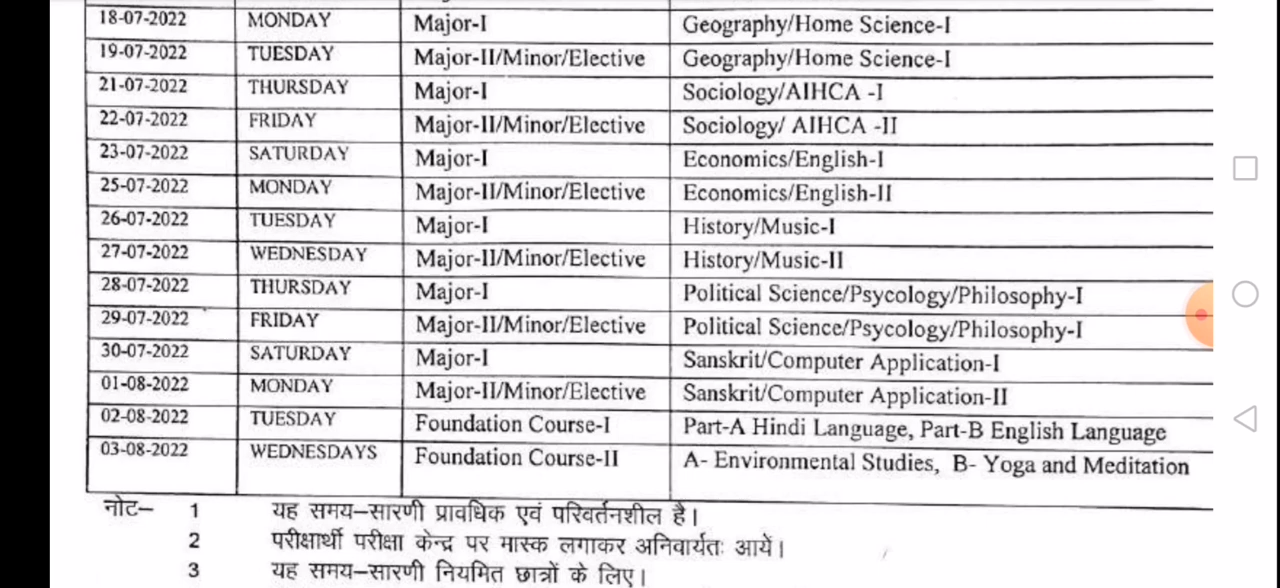 18-07-2022 MONDAY Major-I Geography/Home Science-I
19-07-2022 TUESDAY Major-II/Minor/Elective Geography/Home Science-I
21-07-2022 THURSDAY Major-I Sociology/AIHCA -I
22-07-2022 FRIDAY Major-II/Minor/Elective Sociology/ AIHCA -II
23-07-2022 SATURDAY Major-I Economics/English-I
25-07-2022 MONDAY Major-II/Minor/Elective Economics/English-II
26-07-2022 TUESDAY Major-I History/Music-I
27-07-2022 WEDNESDAY Major-II/Minor/Elective History/Music-II
28-07-2022 THURSDAY Major-I Political Science/Psycology/Philosophy-I
29-07-2022 FRIDAY Major-II/Minor/Elective Political Science/Psycology/Philosophy-I
30-07-2022 SATURDAY Major-I Sanskrit/Computer Application-I
01-08-2022 MONDAY Major-II/Minor/Elective Sanskrit/Computer Application-II
02-08-2022 TUESDAY Foundation Course-I Part-A Hindi Language, Part-B English Language
03-08-2022 WEDNESDAYS Foundation Course-II A- Environmental Studies, B- Yoga and Meditation
नोट– 1 यह समय–सारणी प्रावधिक एवं परिवर्तनशील है।
2 परीक्षार्थी परीक्षा केन्द्र पर मास्क लगाकर अनिवार्यतः आयें।
3 यह समय–सारणी नियमित छात्रों के लिए।